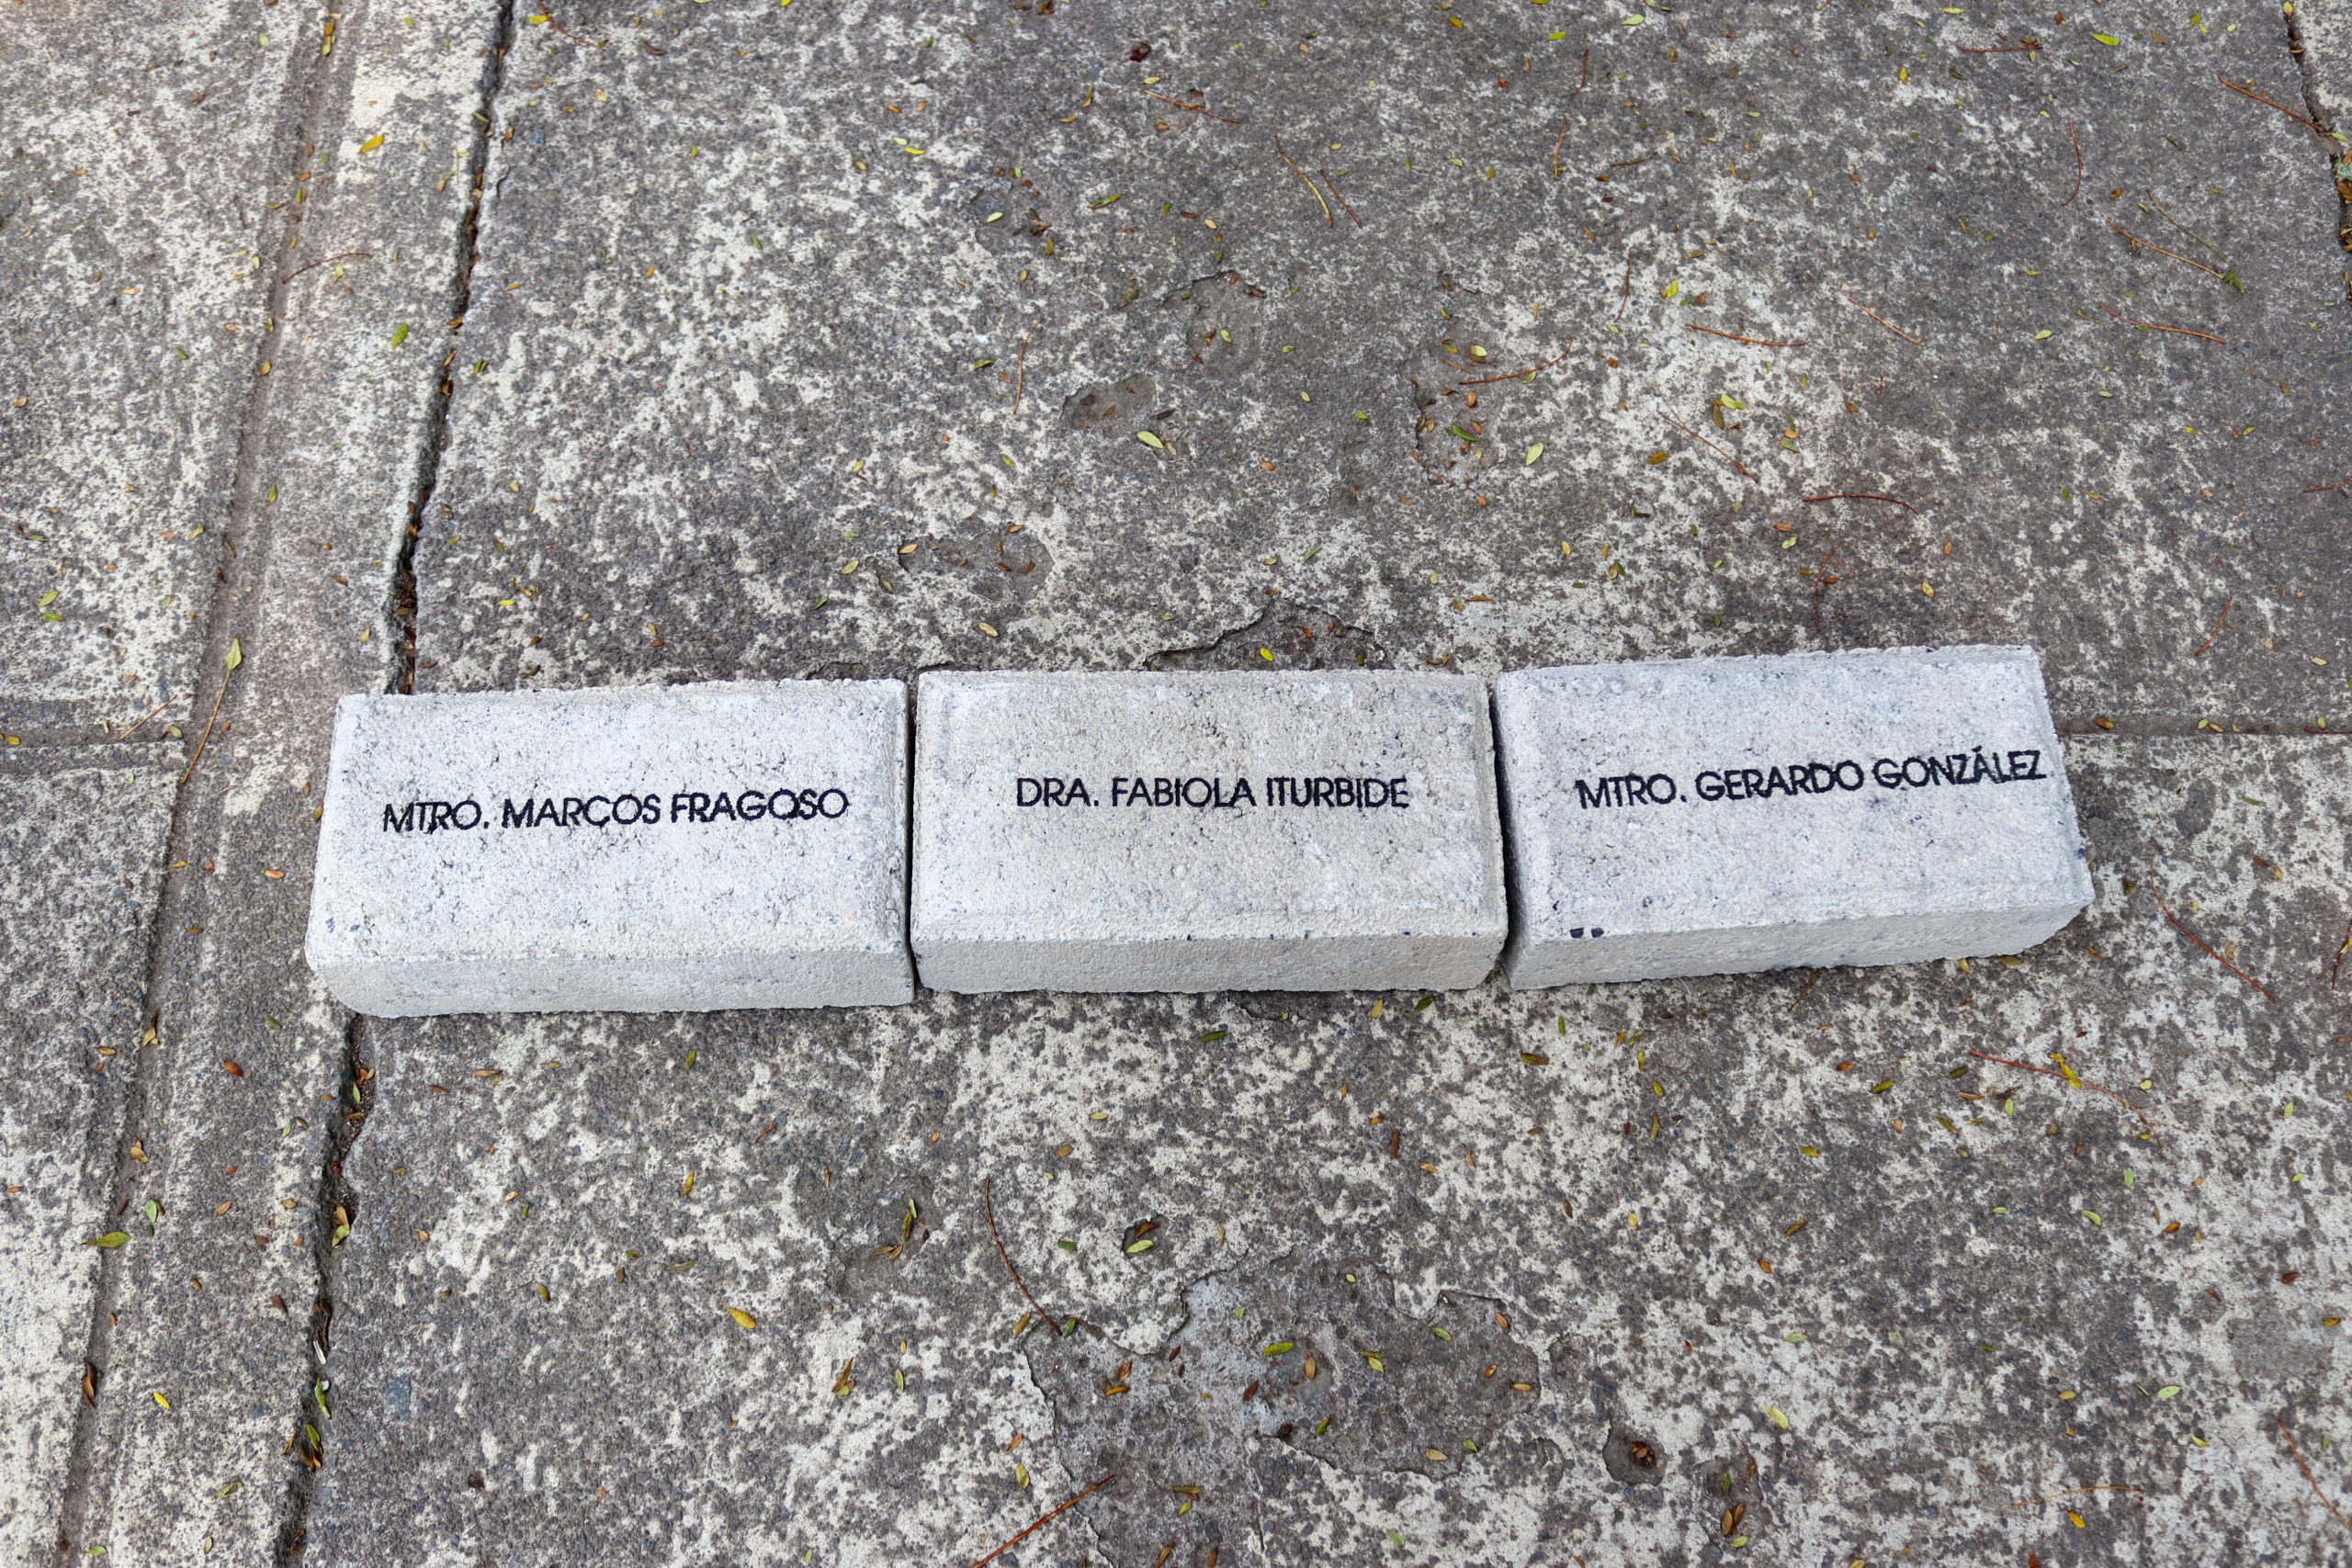 MTRO. MARCOS FRAGOSO
DRA. FABIOLA ITURBIDE
MTRO. GERARDO GONZÁLEZ